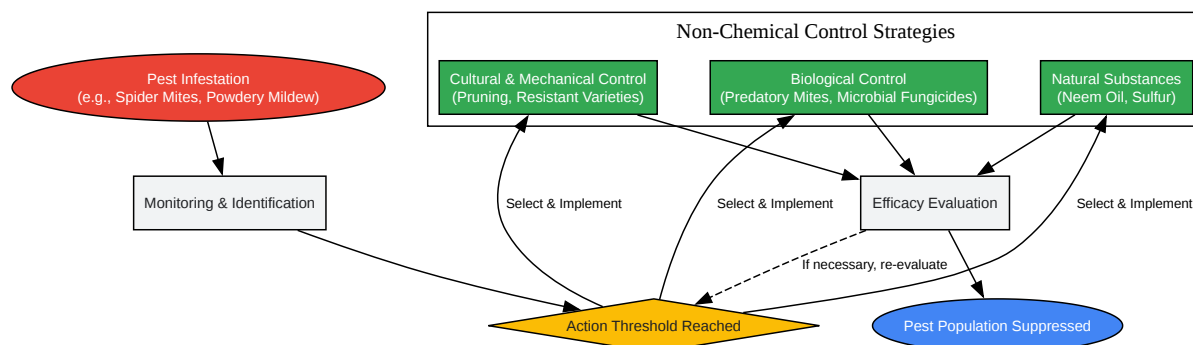 Non-Chemical Control Strategies
Pest Infestation
(e.g., Spider Mites, Powdery Mildew)
Cultural & Mechanical Control
(Pruning, Resistant Varieties)
Biological Control
(Predatory Mites, Microbial Fungicides)
Natural Substances
(Neem Oil, Sulfur)
Monitoring & Identification
Select & Implement
Select & Implement
Efficacy Evaluation
Select & Implement
If necessary, re-evaluate
Action Threshold Reached
Pest Population Suppressed